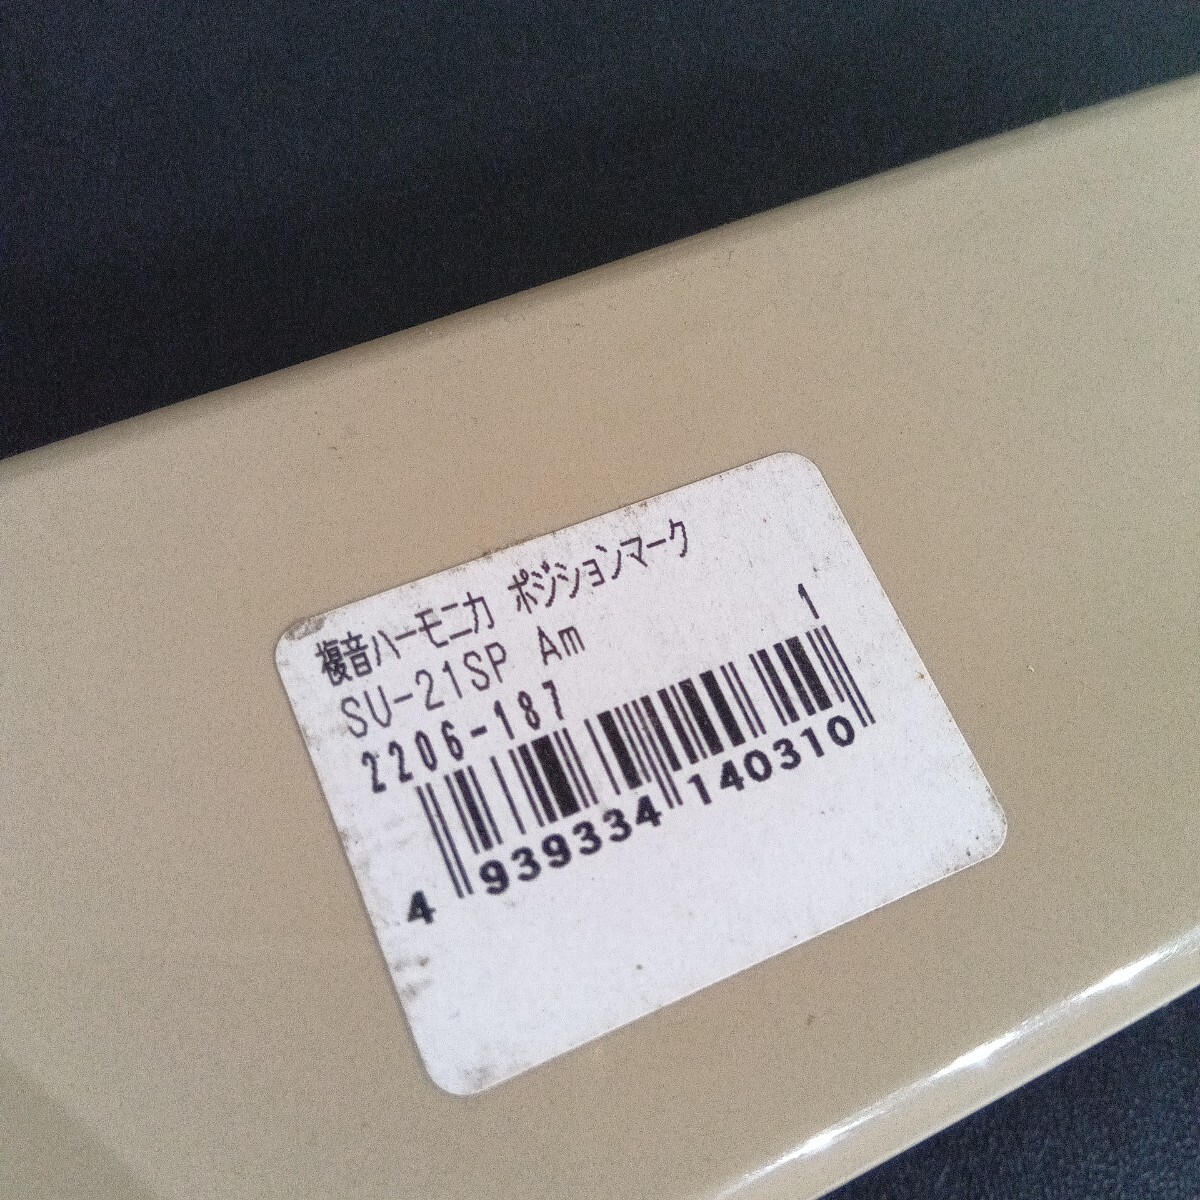 複音ハーモニカ ポジションマーク
SU-21SP Am
2206-187 1
4 939334 140310